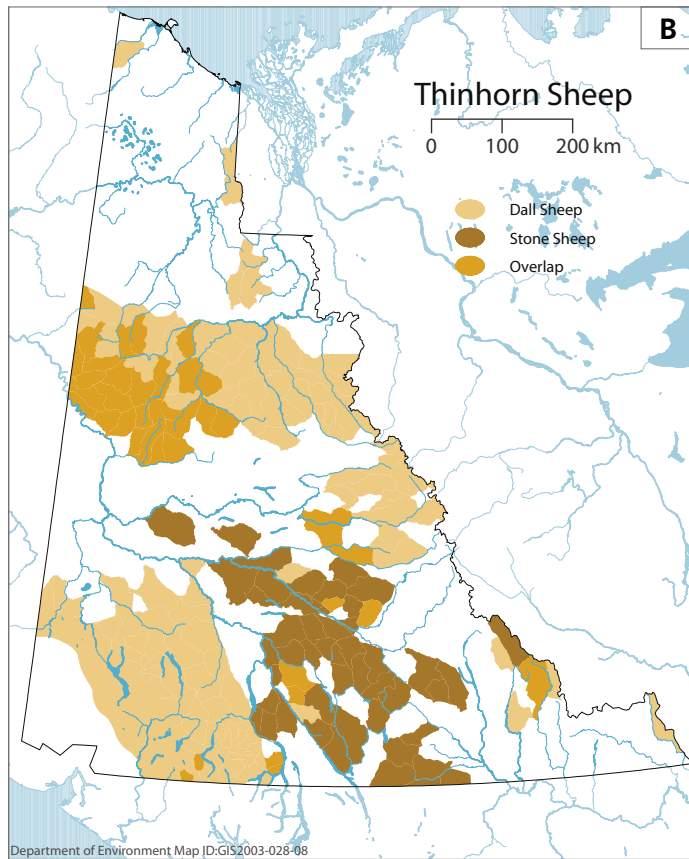 B
Thinhorn Sheep
0 100 200 km
Dall Sheep
Stone Sheep
Overlap
Department of Environment Map ID:GIS2003-028-08